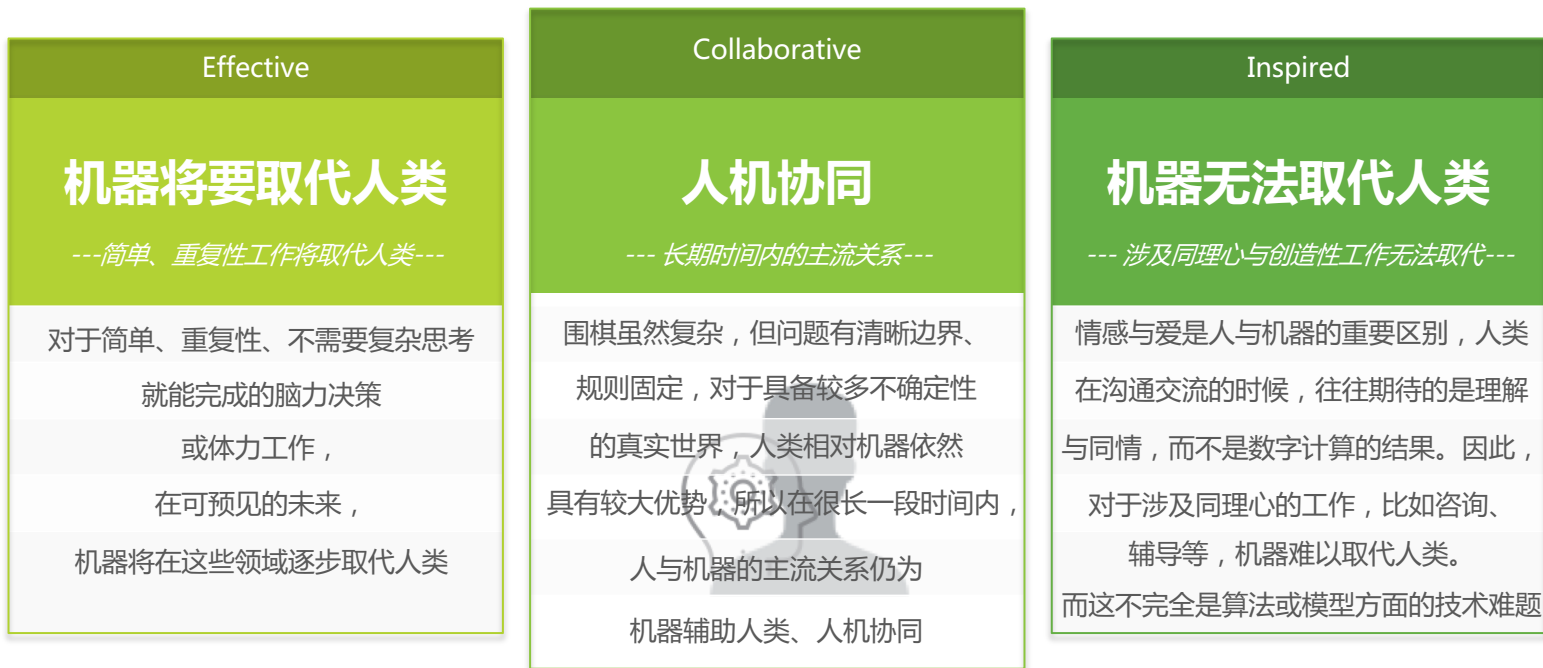 Effective
机器将要取代人类
---简单、重复性工作将取代人类---
对于简单、重复性、不需要复杂思考
就能完成的脑力决策
或体力工作，
在可预见的未来，
机器将在这些领域逐步取代人类
Collaborative
人机协同
--- 长期时间内的主流关系---
围棋虽然复杂，但问题有清晰边界、
规则固定，对于具备较多不确定性
的真实世界，人类相对机器依然
具有较大优势，所以在很长一段时间内，
人与机器的主流关系仍为
机器辅助人类、人机协同
Inspired
机器无法取代人类
--- 涉及同理心与创造性工作无法取代---
情感与爱是人与机器的重要区别，人类
在沟通交流的时候，往往期待的是理解
与同情，而不是数字计算的结果。因此，
对于涉及同理心的工作，比如咨询、
辅导等，机器难以取代人类。
而这不完全是算法或模型方面的技术难题